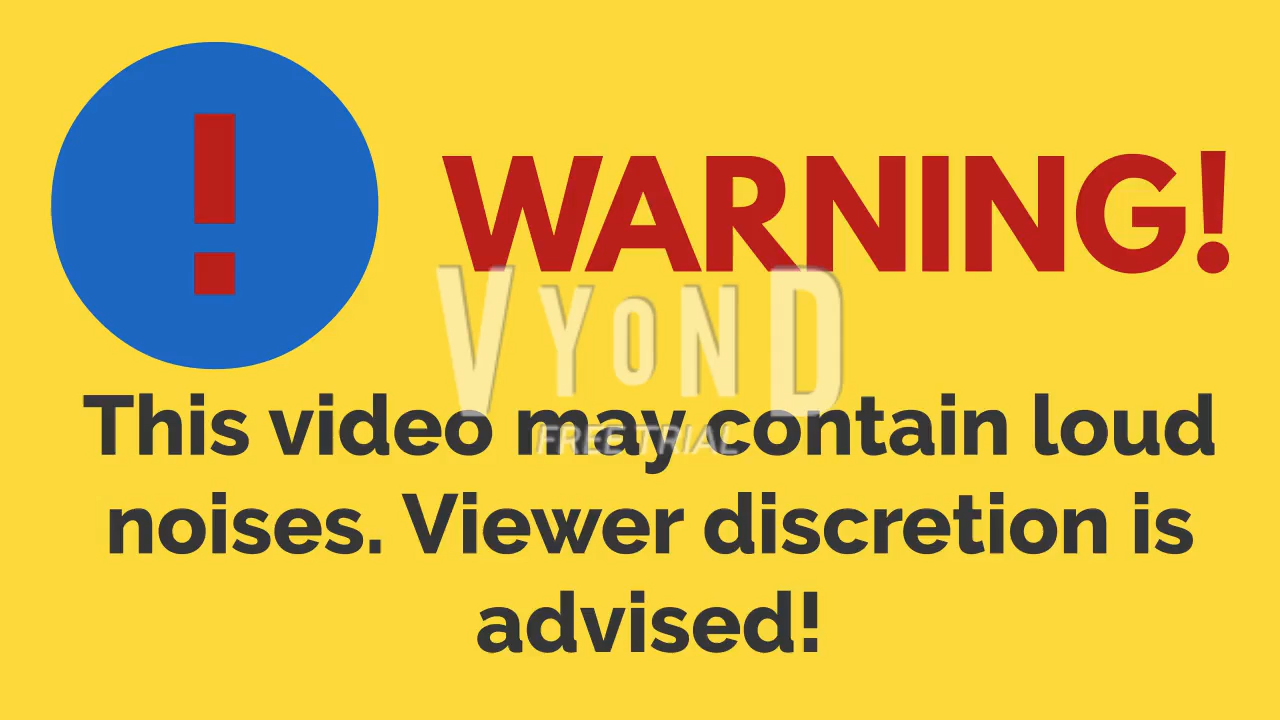 !
WARNING!
VYOND
FREE TRIAL
This video may contain loud
noises. Viewer discretion is
advised!